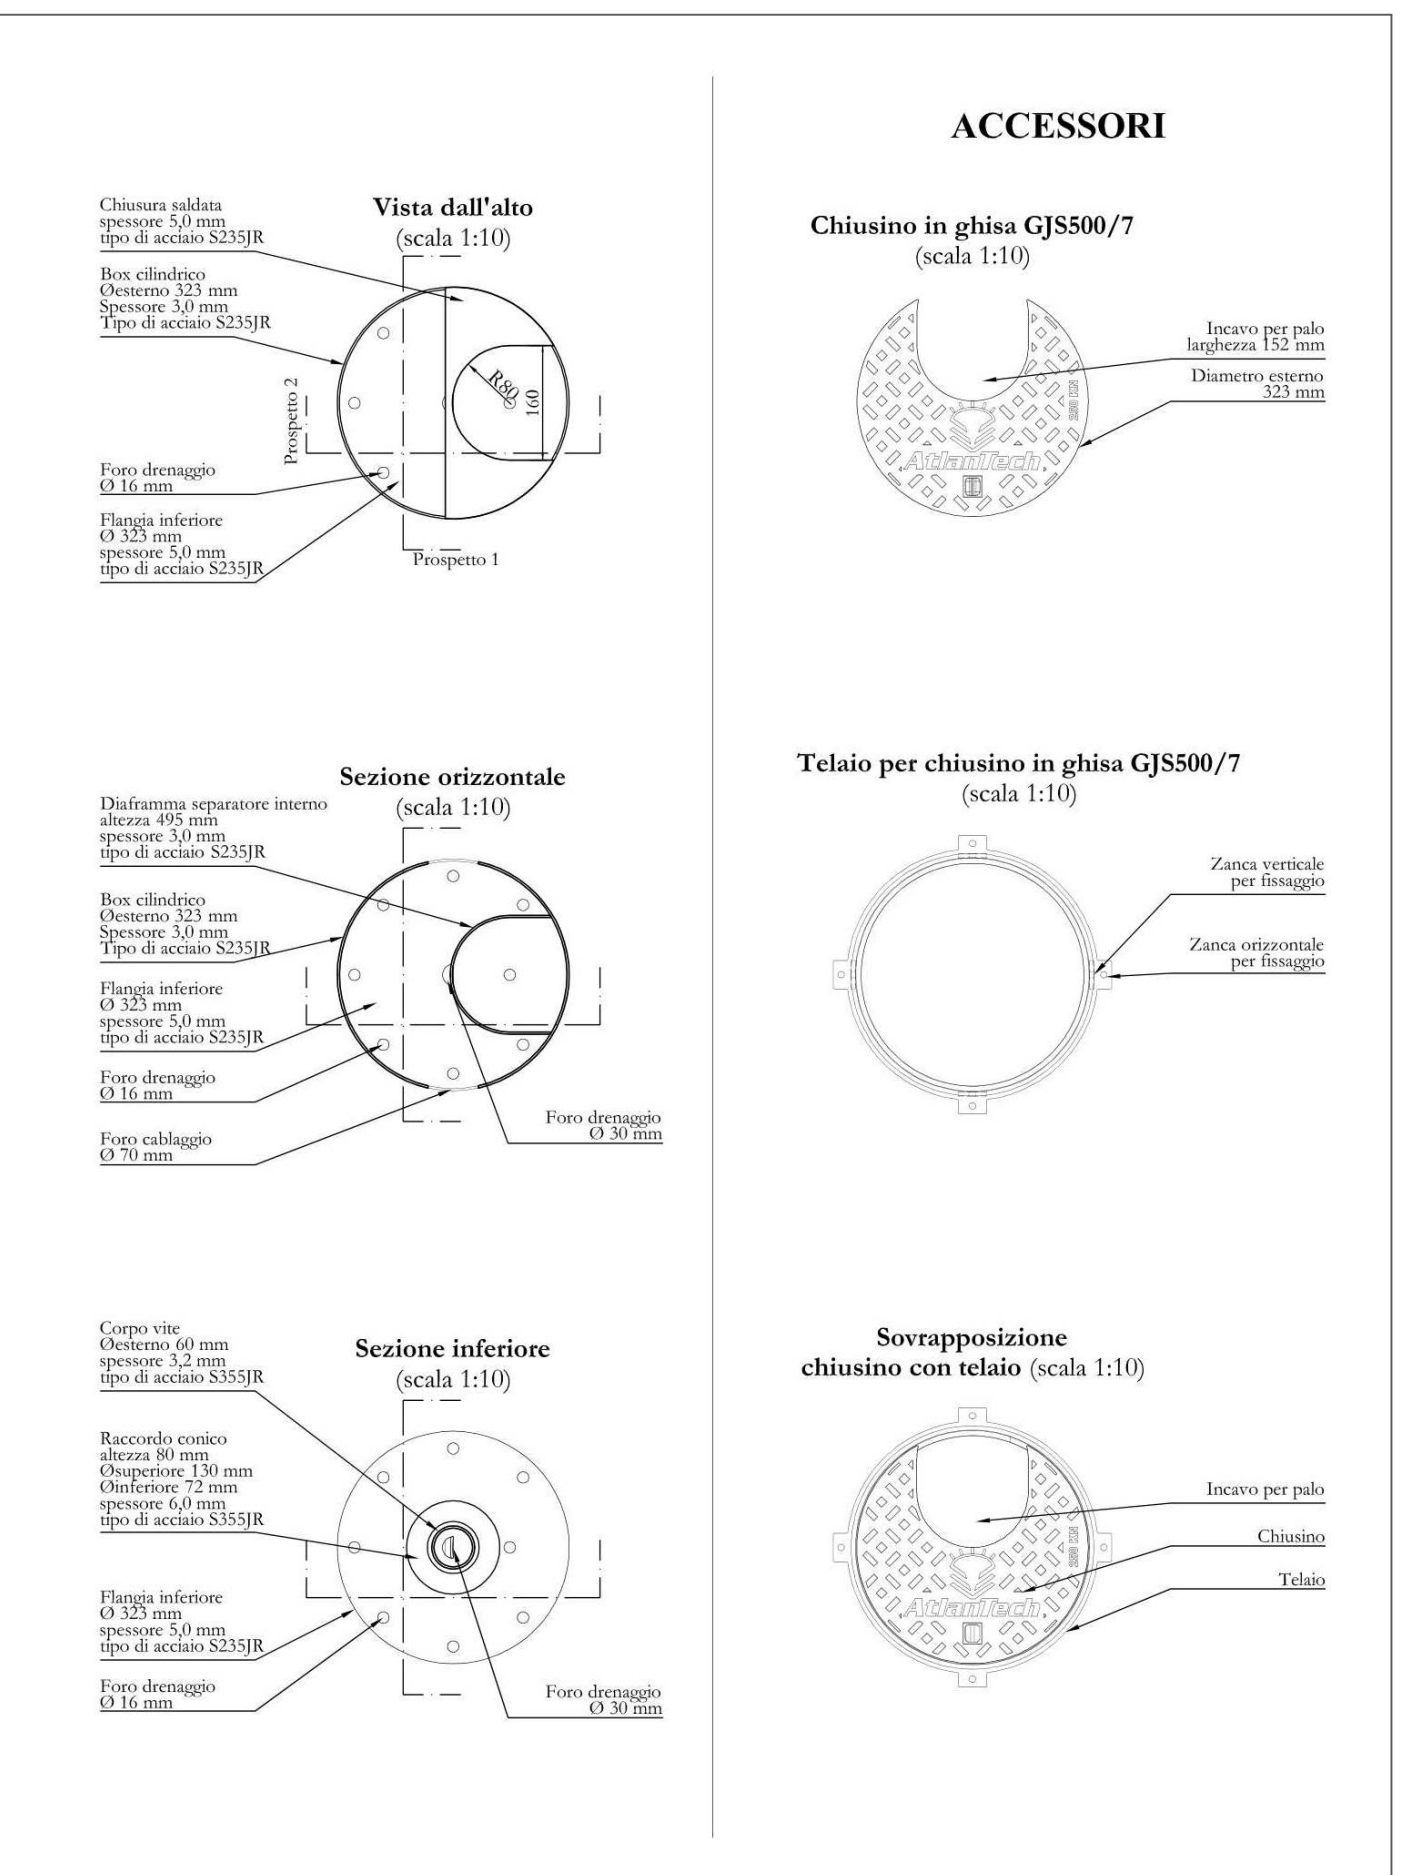 Chiusura saldata
spessore 5,0 mm
tipo di acciaio S235JR
Box cilindrico
Øesterno 323 mm
Spessore 3,0 mm
Tipo di acciaio S235JR
Foro drenaggio
Ø 16 mm
Flangia inferiore
Ø 323 mm
spessore 5,0 mm
tipo di acciaio S235JR
Vista dall'alto
(scala 1:10)
Prospetto 2
R80
160
Prospetto 1
Diaframma separatore interno
altezza 495 mm
spessore 3,0 mm
tipo di acciaio S235JR
Box cilindrico
Øesterno 323 mm
Spessore 3,0 mm
Tipo di acciaio S235JR
Flangia inferiore
Ø 323 mm
spessore 5,0 mm
tipo di acciaio S235JR
Foro drenaggio
Ø 16 mm
Foro cablaggio
Ø 70 mm
Sezione orizzontale
(scala 1:10)
Foro drenaggio
Ø 30 mm
Corpo vite
Øesterno 60 mm
spessore 3,2 mm
tipo di acciaio S355JR
Raccordo conico
altezza 80 mm
Øsuperiore 130 mm
Øinferiore 72 mm
spessore 6,0 mm
tipo di acciaio S355JR
Flangia inferiore
Ø 323 mm
spessore 5,0 mm
tipo di acciaio S235JR
Foro drenaggio
Ø 16 mm
Sezione inferiore
(scala 1:10)
Foro drenaggio
Ø 30 mm
ACCESSORI
Chiusino in ghisa GJS500/7
(scala 1:10)
Incavo per palo
larghezza 152 mm
Diametro esterno
323 mm
250 KN
AtlanTech
Telaio per chiusino in ghisa GJS500/7
(scala 1:10)
Zanca verticale
per fissaggio
Zanca orizzontale
per fissaggio
Sovrapposizione
chiusino con telaio (scala 1:10)
Incavo per palo
Chiusino
Telaio
250 KN
AtlanTech